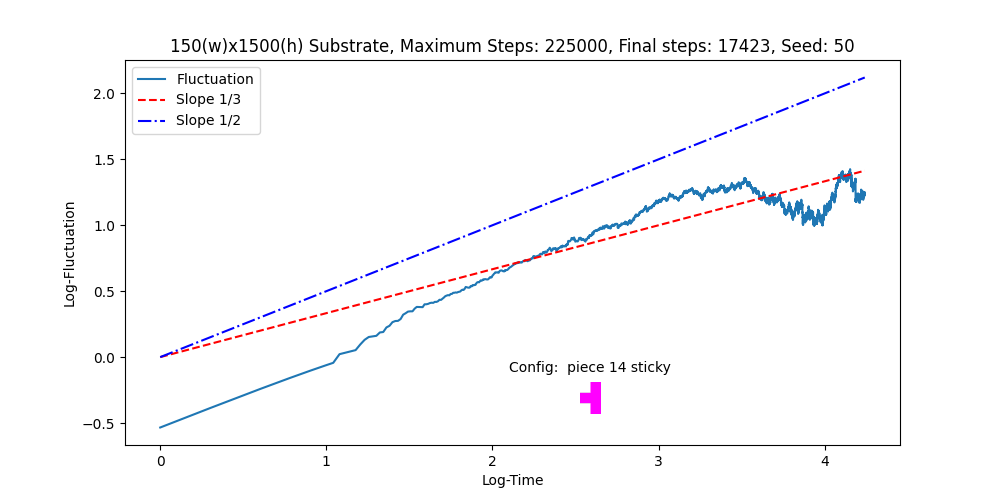 150(w)x1500(h) Substrate, Maximum Steps: 225000, Final steps: 17423, Seed: 50
Fluctuation
Slope 1/3
Slope 1/2
2.0
1.5
1.0
0.5
0.0
−0.5
Log-Fluctuation
Config:  piece 14 sticky
0 1 2 3 4
Log-Time